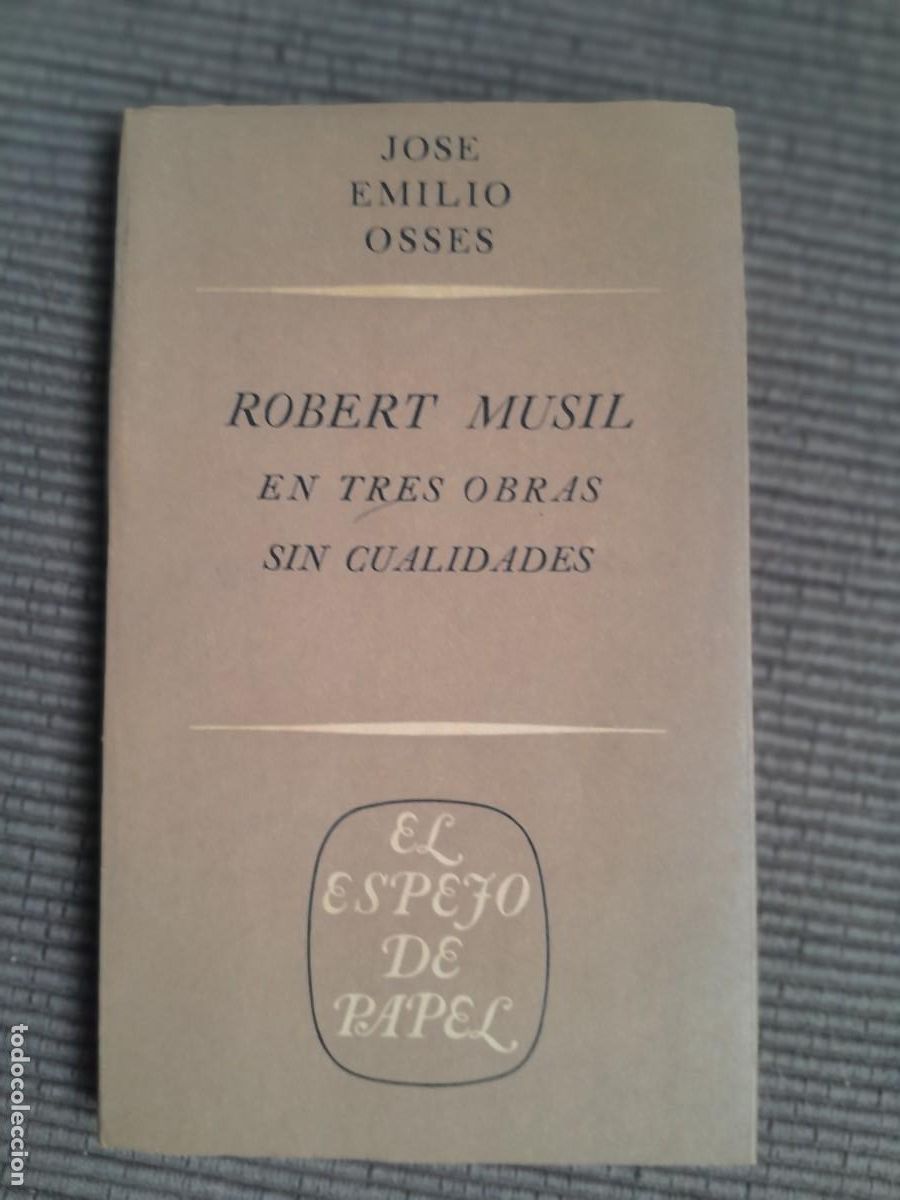 JOSE
EMILIO
OSSES
ROBERT MUSIL
EN TRES OBRAS
SIN CUALIDADES
EL
ESPEJO
DE
PAPEL
todocoleccion